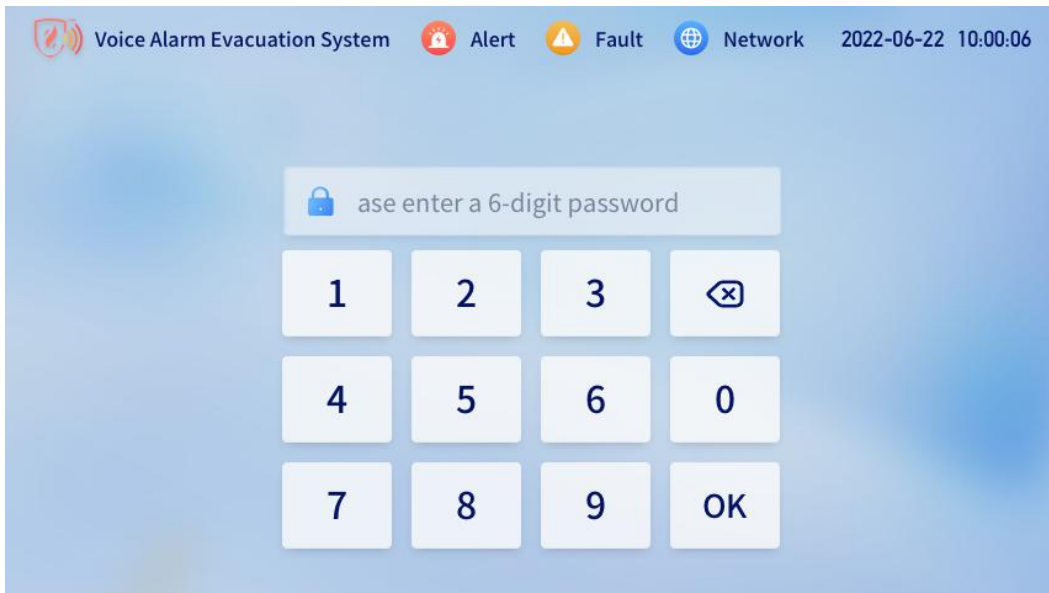 Voice Alarm Evacuation System Alert Fault Network 2022-06-22 10:00:06
ase enter a 6-digit password
1 2 3
4 5 6 0
7 8 9 OK